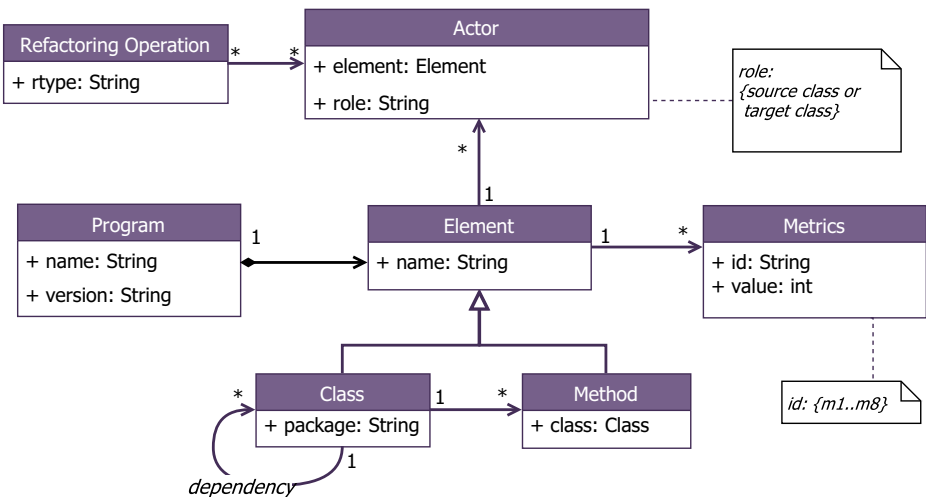 Refactoring Operation
+ rtype: String
*
*
Actor
+ element: Element
+ role: String
role:
{source class or
target class}
*
1
Program
+ name: String
+ version: String
1
Element
+ name: String
1
*
Metrics
+ id: String
+ value: int
id: {m1..m8}
Class
+ package: String
*
1
dependency
1
*
Method
+ class: Class